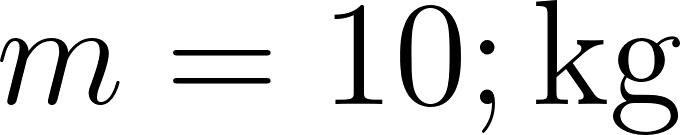 m = 10; kg